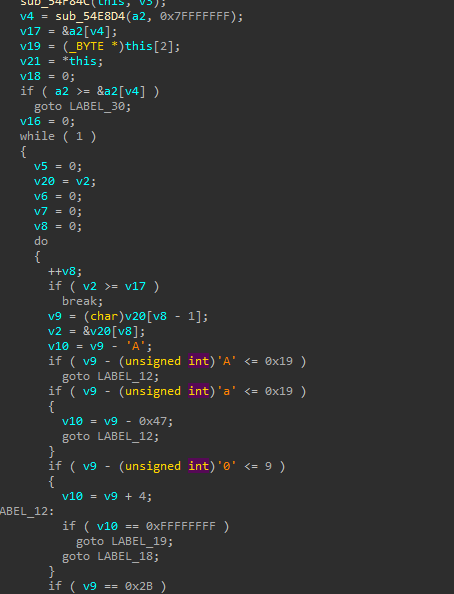 sub_54F84C(this, v3);
v4 = sub_54E8D4(a2, 0x7FFFFFFF);
v17 = &a2[v4];
v19 = (_BYTE *)this[2];
v21 = *this;
v18 = 0;
if ( a2 >= &a2[v4] )
goto LABEL_30;
v16 = 0;
while ( 1 )
{
v5 = 0;
v20 = v2;
v6 = 0;
v7 = 0;
v8 = 0;
do
{
++v8;
if ( v2 >= v17 )
break;
v9 = (char)v20[v8 - 1];
v2 = &v20[v8];
v10 = v9 - 'A';
if ( v9 - (unsigned int)'A' <= 0x19 )
goto LABEL_12;
if ( v9 - (unsigned int)'a' <= 0x19 )
{
v10 = v9 - 0x47;
goto LABEL_12;
}
if ( v9 - (unsigned int)'0' <= 9 )
{
v10 = v9 + 4;
ABEL_12:
if ( v10 == 0xFFFFFFFF )
goto LABEL_19;
goto LABEL_18;
}
if ( v9 == 0x2B )